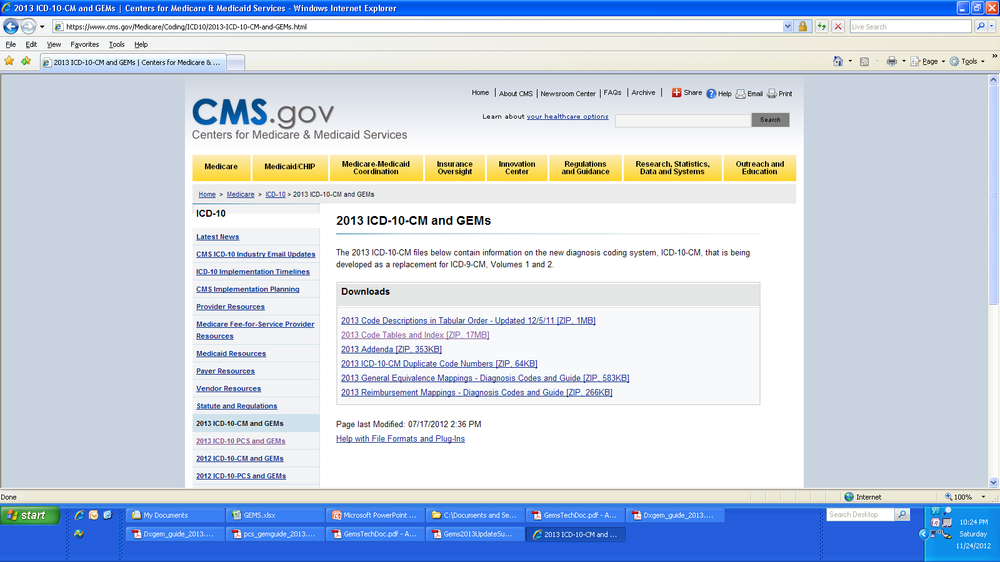 2013 ICD-10-CM and GEMs | Centers for Medicare & Medicaid Services - Windows Internet Explorer
https://www.cms.gov/Medicare/Coding/ICD10/2013-ICD-10-CM-and-GEMs.html
Live Search
File Edit View Favorites Tools Help
2013 ICD-10-CM and GEMs | Centers for Medicare & ...
Page Tools »
Home | About CMS | Newsroom Center | FAQs | Archive | Share Help Email Print
CMS.gov
Centers for Medicare & Medicaid Services
Learn about your healthcare options
Search
Medicare
Medicaid/CHIP
Medicare-Medicaid
Coordination
Insurance
Oversight
Innovation
Center
Regulations
and Guidance
Research, Statistics,
Data and Systems
Outreach and
Education
Home > Medicare > ICD-10 > 2013 ICD-10-CM and GEMs
ICD-10
Latest News
CMS ICD-10 Industry Email Updates
ICD-10 Implementation Timelines
CMS Implementation Planning
Provider Resources
Medicare Fee-for-Service Provider
Resources
Medicaid Resources
Payer Resources
Vendor Resources
Statute and Regulations
2013 ICD-10-CM and GEMs
2013 ICD-10 PCS and GEMs
2012 ICD-10-CM and GEMs
2012 ICD-10-PCS and GEMs
2013 ICD-10-CM and GEMs
The 2013 ICD-10-CM files below contain information on the new diagnosis coding system, ICD-10-CM, that is being
developed as a replacement for ICD-9-CM, Volumes 1 and 2.
Downloads
2013 Code Descriptions in Tabular Order - Updated 12/5/11 [ZIP, 1MB]
2013 Code Tables and Index [ZIP, 17MB]
2013 Addenda [ZIP, 353KB]
2013 ICD-10-CM Duplicate Code Numbers [ZIP, 64KB]
2013 General Equivalence Mappings - Diagnosis Codes and Guide [ZIP, 583KB]
2013 Reimbursement Mappings - Diagnosis Codes and Guide [ZIP, 266KB]
Page last Modified: 07/17/2012 2:36 PM
Help with File Formats and Plug-Ins
Done
Internet
100%
start
My Documents
GEMS.xlsx
Microsoft PowerPoint ...
C:\Documents and Se...
GemsTechDoc.pdf - A...
Dxgem_guide_2013....
Dxgem_guide_2013....
pcs_gemguide_2013....
GemsTechDoc.pdf - A...
Gems2013UpdateSu...
2013 ICD-10-CM and ...
Search Desktop
10:24 PM
Saturday
11/24/2012